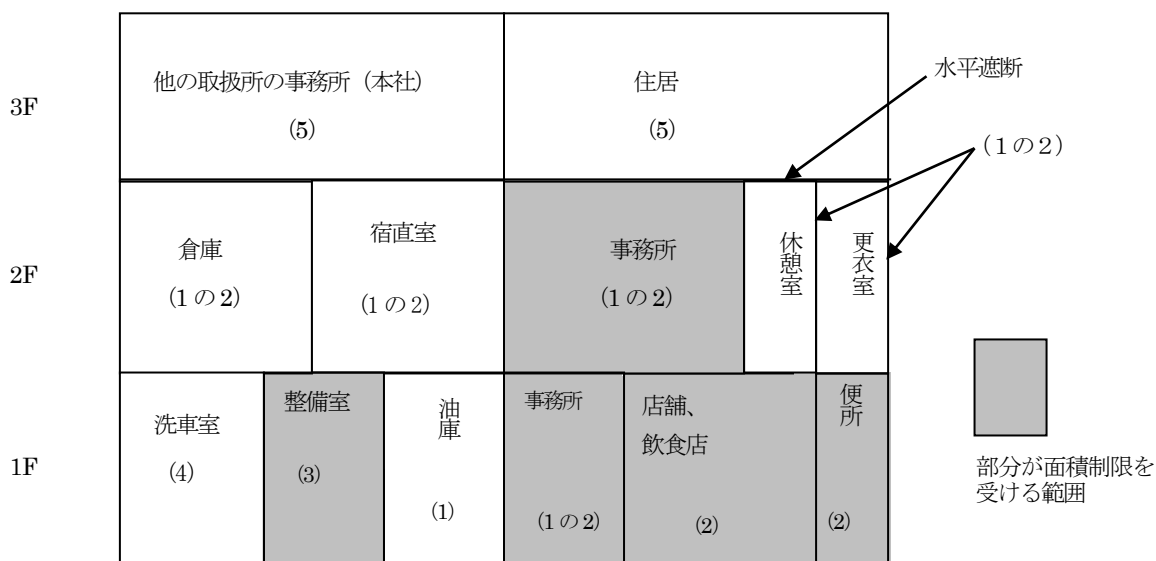 3F
他の取扱所の事務所（本社）
(5)
住居
(5)
水平遮断
（１の２）
2F
倉庫
(1 の 2)
宿直室
(1 の 2)
事務所
(1 の 2)
休憩室
更衣室
1F
洗車室
(4)
整備室
(3)
油庫
(1)
事務所
(1 の 2)
店舗、
飲食店
(2)
便所
(2)
部分が面積制限を
受ける範囲